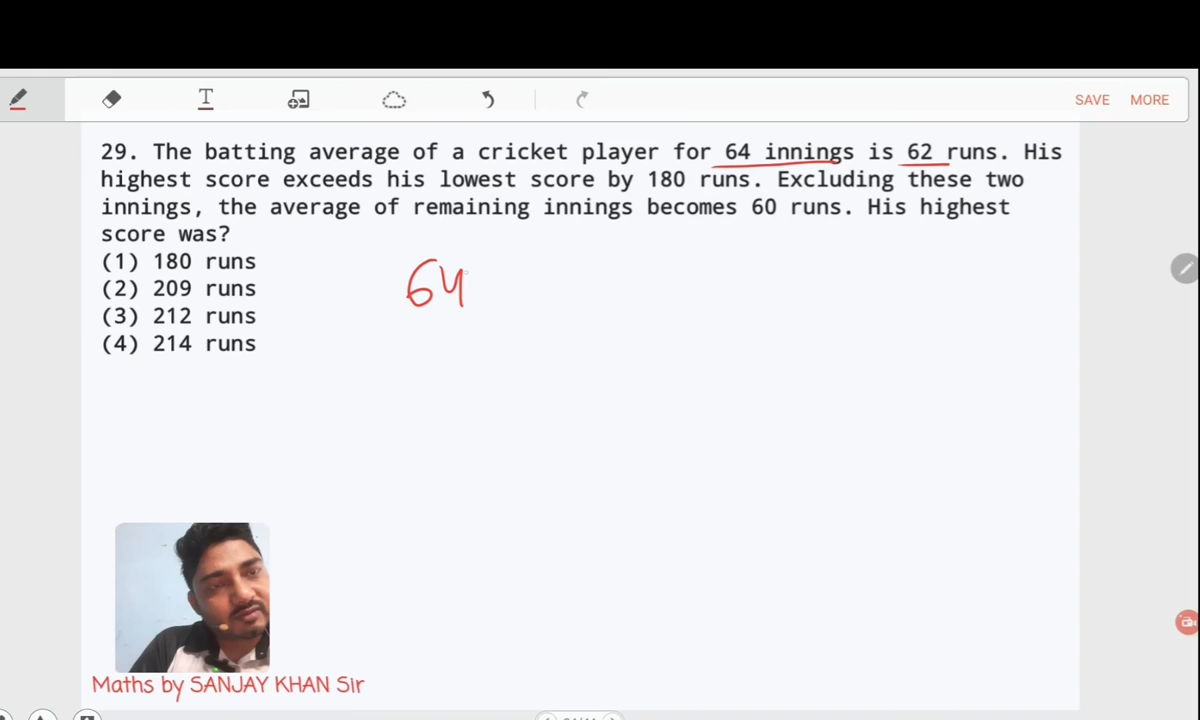 T
SAVE MORE
29. The batting average of a cricket player for 64 innings is 62 runs. His
highest score exceeds his lowest score by 180 runs. Excluding these two
innings, the average of remaining innings becomes 60 runs. His highest
score was?
(1) 180 runs
(2) 209 runs
(3) 212 runs
(4) 214 runs
64
Maths by SANJAY KHAN Sir